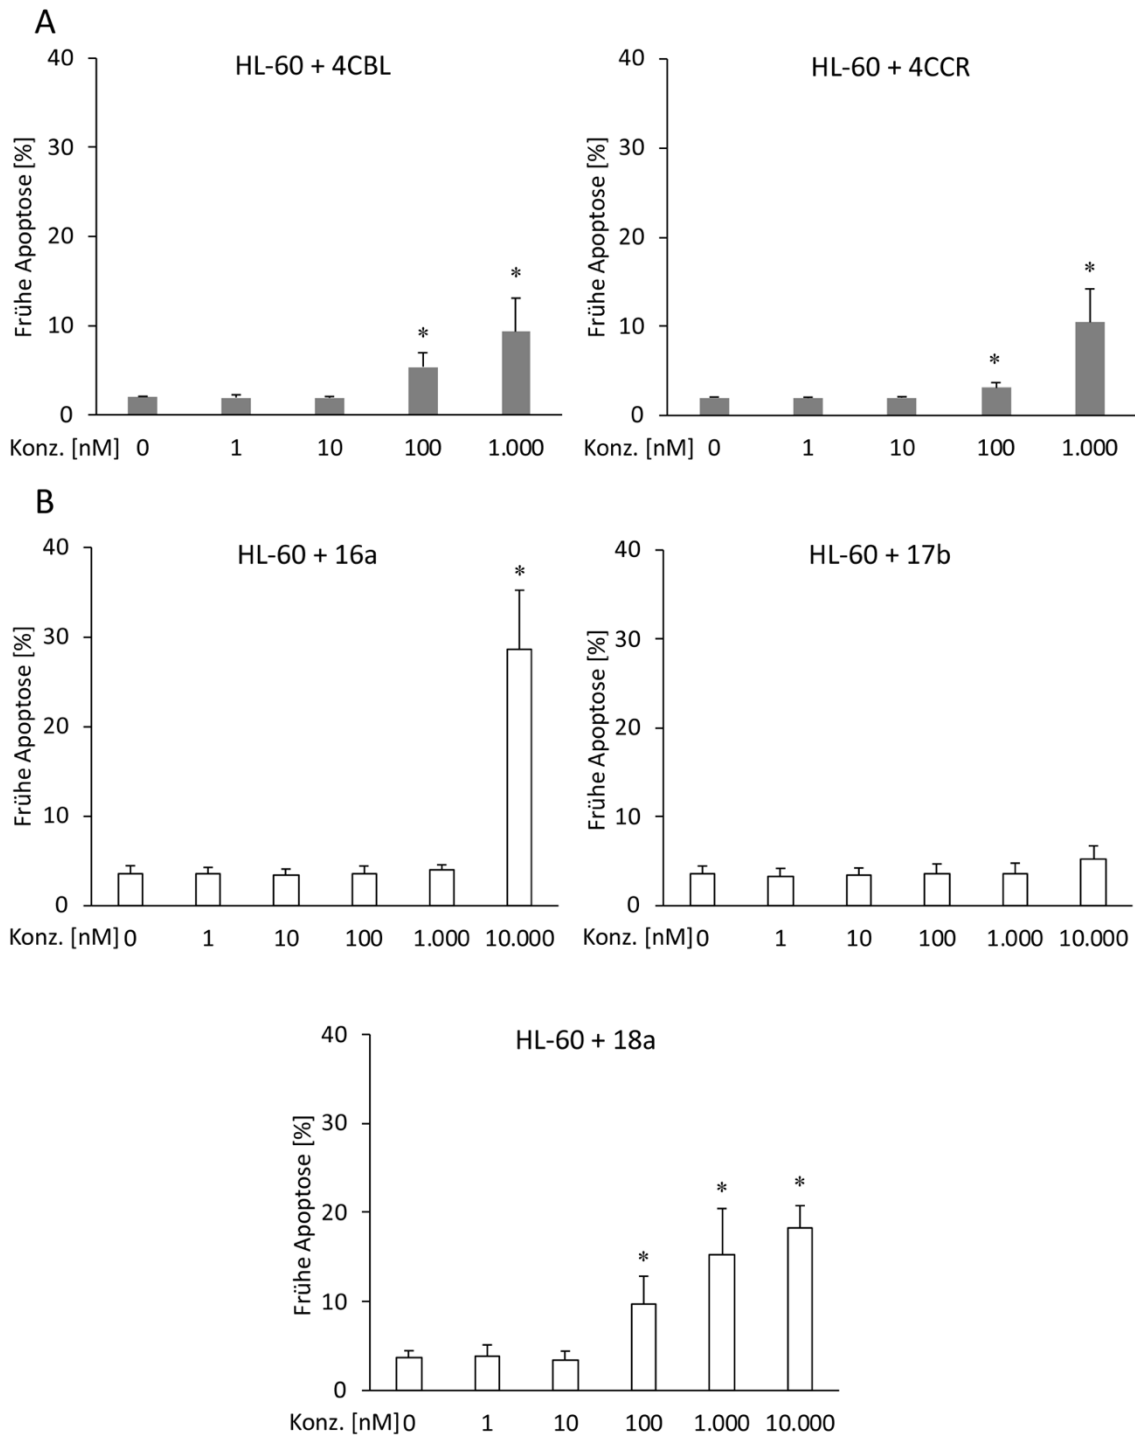 A
HL-60 + 4CBL
Frühe Apoptose [%]
40
30
20
10
0
*
*
Konz. [nM] 0 1 10 100 1.000
HL-60 + 4CCR
Frühe Apoptose [%]
40
30
20
10
0
*
*
Konz. [nM] 0 1 10 100 1.000
B
HL-60 + 16a
Frühe Apoptose [%]
40
30
20
10
0
*
Konz. [nM] 0 1 10 100 1.000 10.000
HL-60 + 17b
Frühe Apoptose [%]
40
30
20
10
0
Konz. [nM] 0 1 10 100 1.000 10.000
HL-60 + 18a
Frühe Apoptose [%]
40
30
20
10
0
*
*
*
Konz. [nM] 0 1 10 100 1.000 10.000